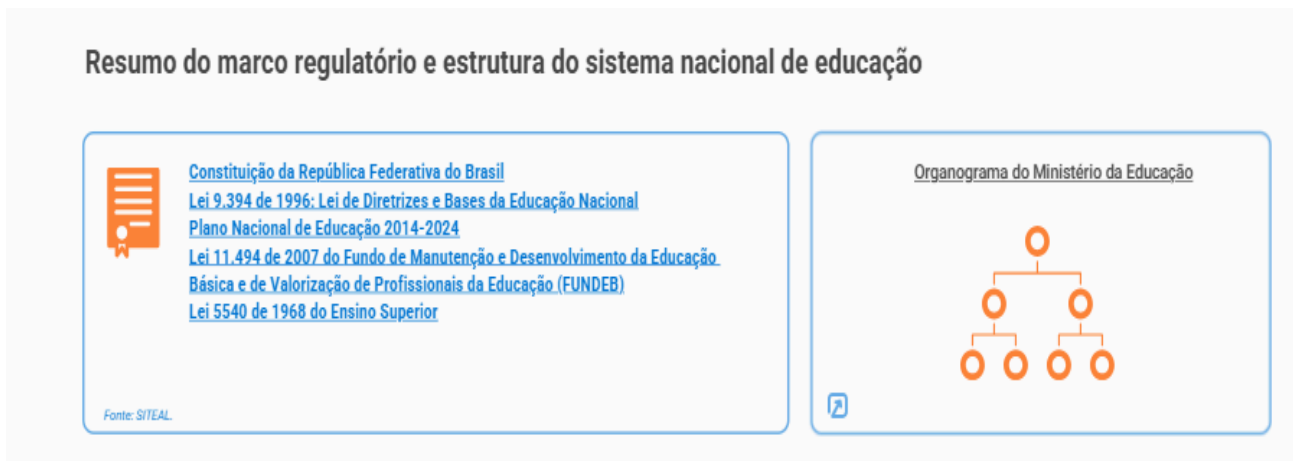 Resumo do marco regulatório e estrutura do sistema nacional de educação
Constituição da República Federativa do Brasil
Lei 9.394 de 1996: Lei de Diretrizes e Bases da Educação Nacional
Plano Nacional de Educação 2014-2024
Lei 11.494 de 2007 do Fundo de Manutenção e Desenvolvimento da Educação
Básica e de Valorização de Profissionais da Educação (FUNDEB)
Lei 5540 de 1968 do Ensino Superior
Fonte: SITEAL.
Organograma do Ministério da Educação